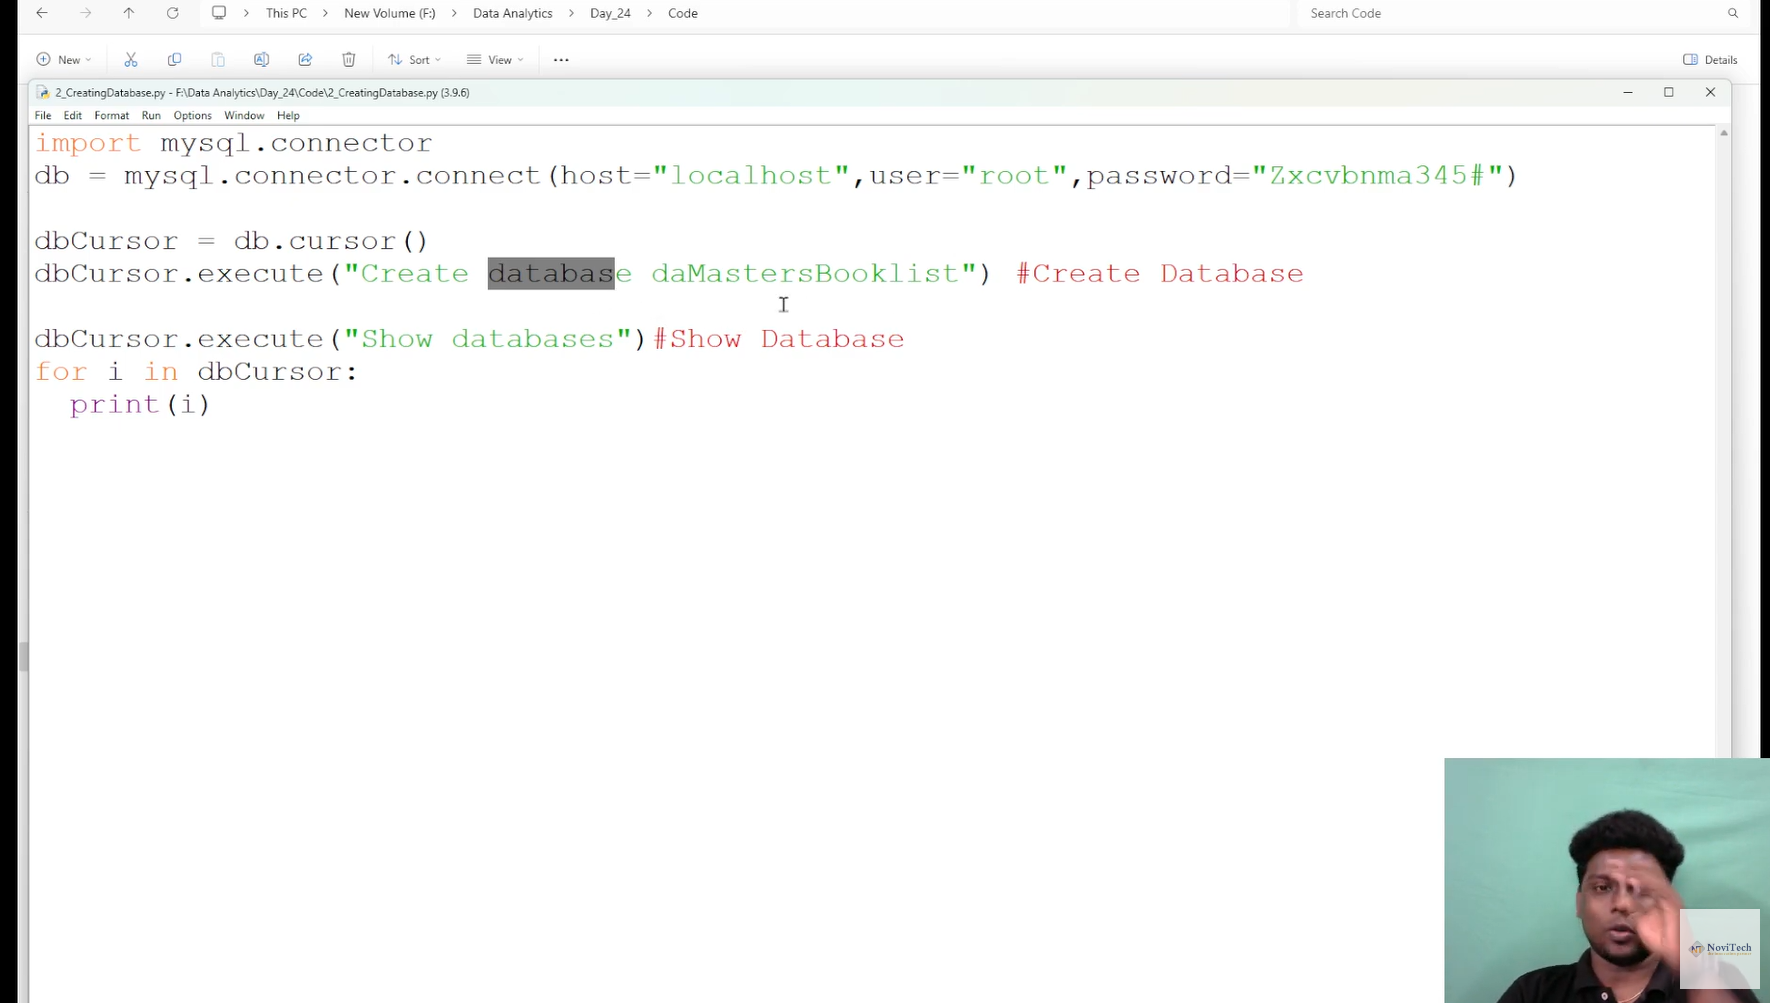 This PC > New Volume (F:) > Data Analytics > Day_24 > Code
Search Code
New
Sort
View
Details
2_CreatingDatabase.py - F:\Data Analytics\Day_24\Code\2_CreatingDatabase.py (3.9.6)
File Edit Format Run Options Window Help
import mysql.connector
db = mysql.connector.connect(host="localhost",user="root",password="Zxcvbnma345#")
dbCursor = db.cursor()
dbCursor.execute("Create database daMastersBooklist") #Create Database
dbCursor.execute("Show databases")#Show Database
for i in dbCursor:
  print(i)
NoviTech